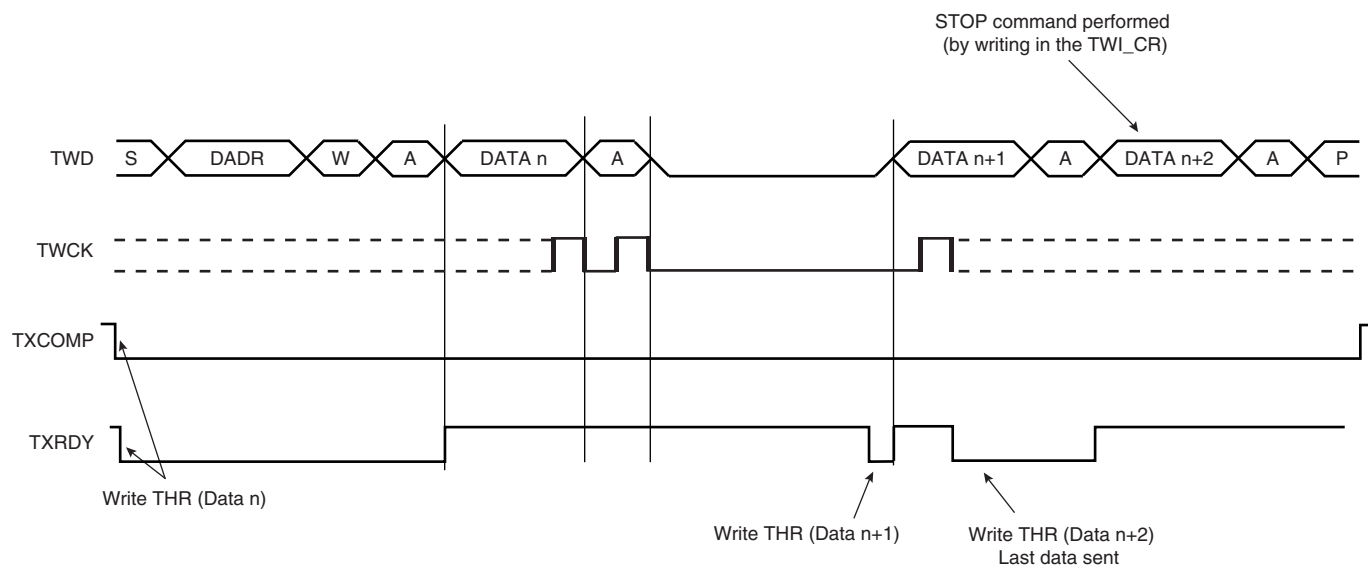 STOP command performed
(by writing in the TWI_CR)
TWD S DADR W A DATA n A DATA n+1 A DATA n+2 A P
TWCK
TXCOMP
TXRDY
Write THR (Data n)
Write THR (Data n+1)
Write THR (Data n+2)
Last data sent